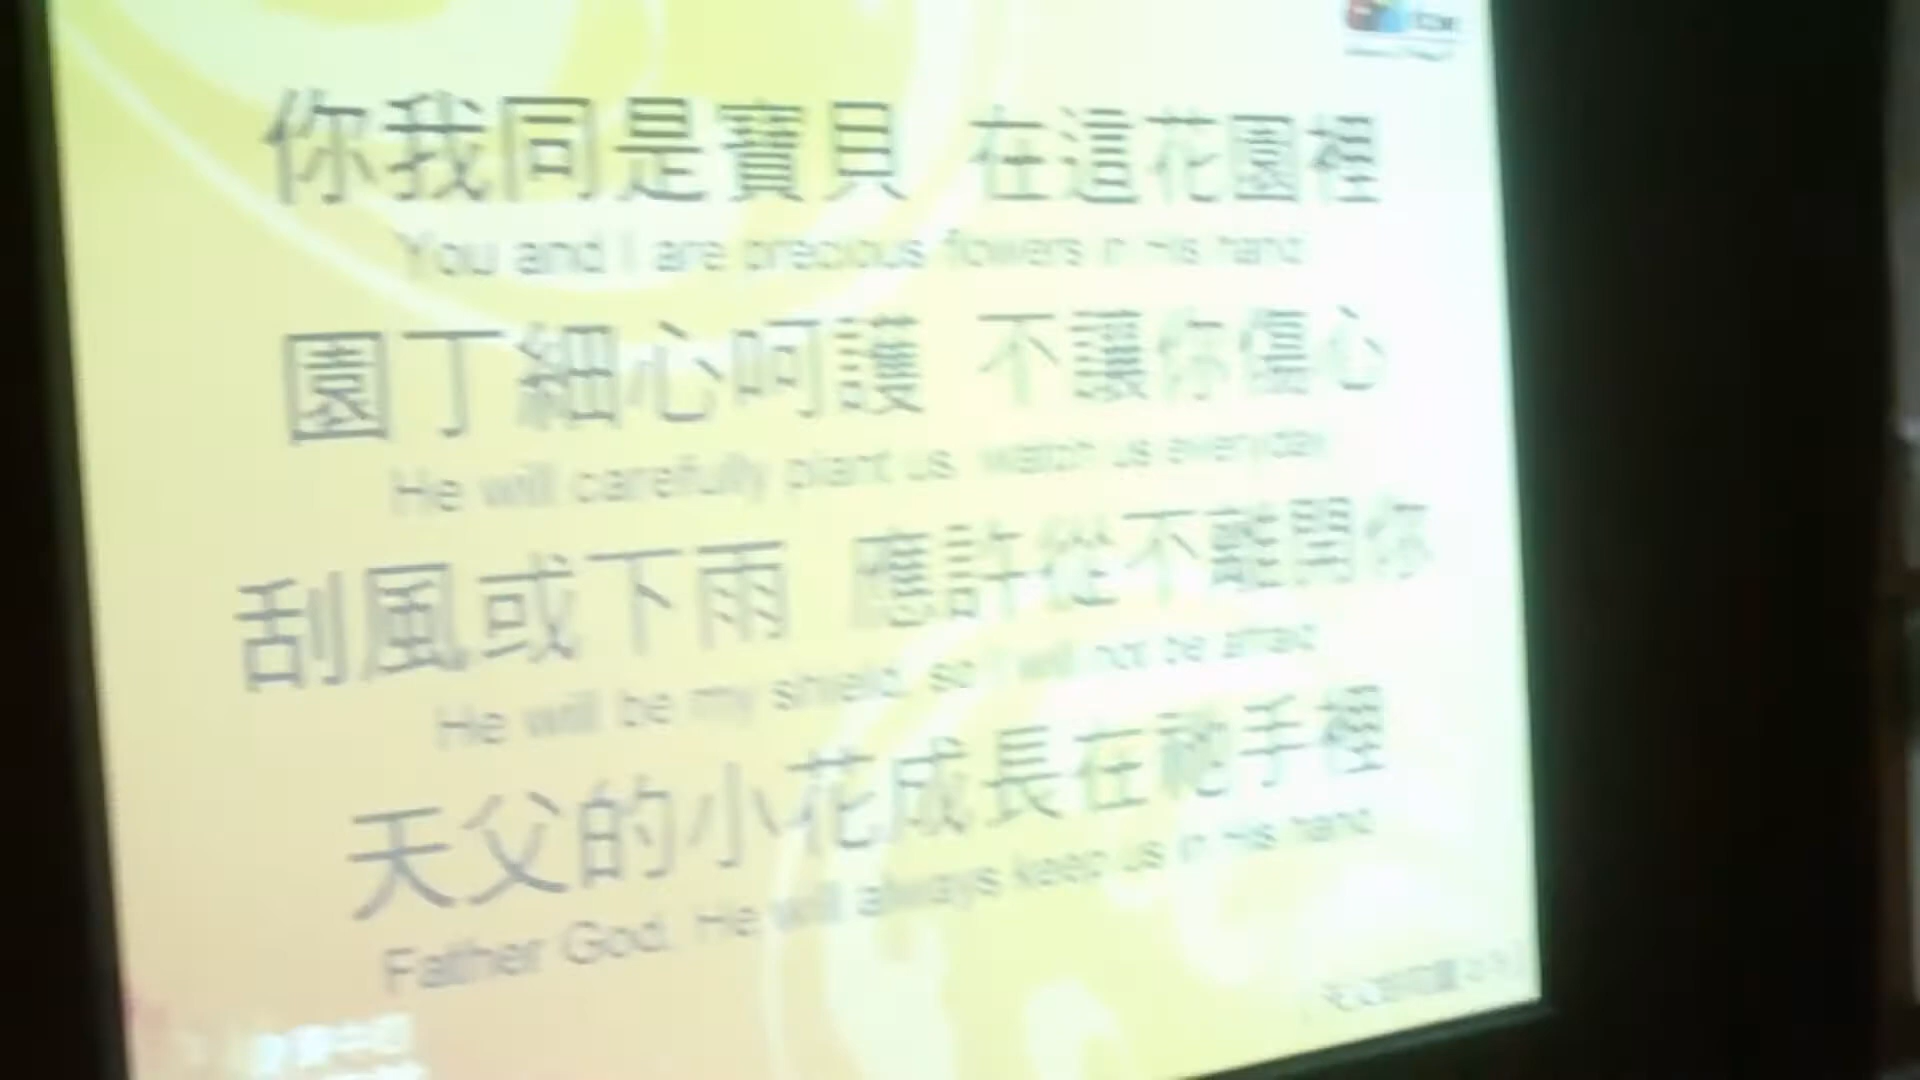 你我同是寶貝 在這花園裡
You and I are precious flowers in His hand
園丁細心呵護 不讓你傷心
He will carefully plant us, watch us everyday
刮風或下雨 應許從不離開你
He will be my shield, so I will not be afraid
天父的小花成長在祂手裡
Father God, He will always keep us in His hand